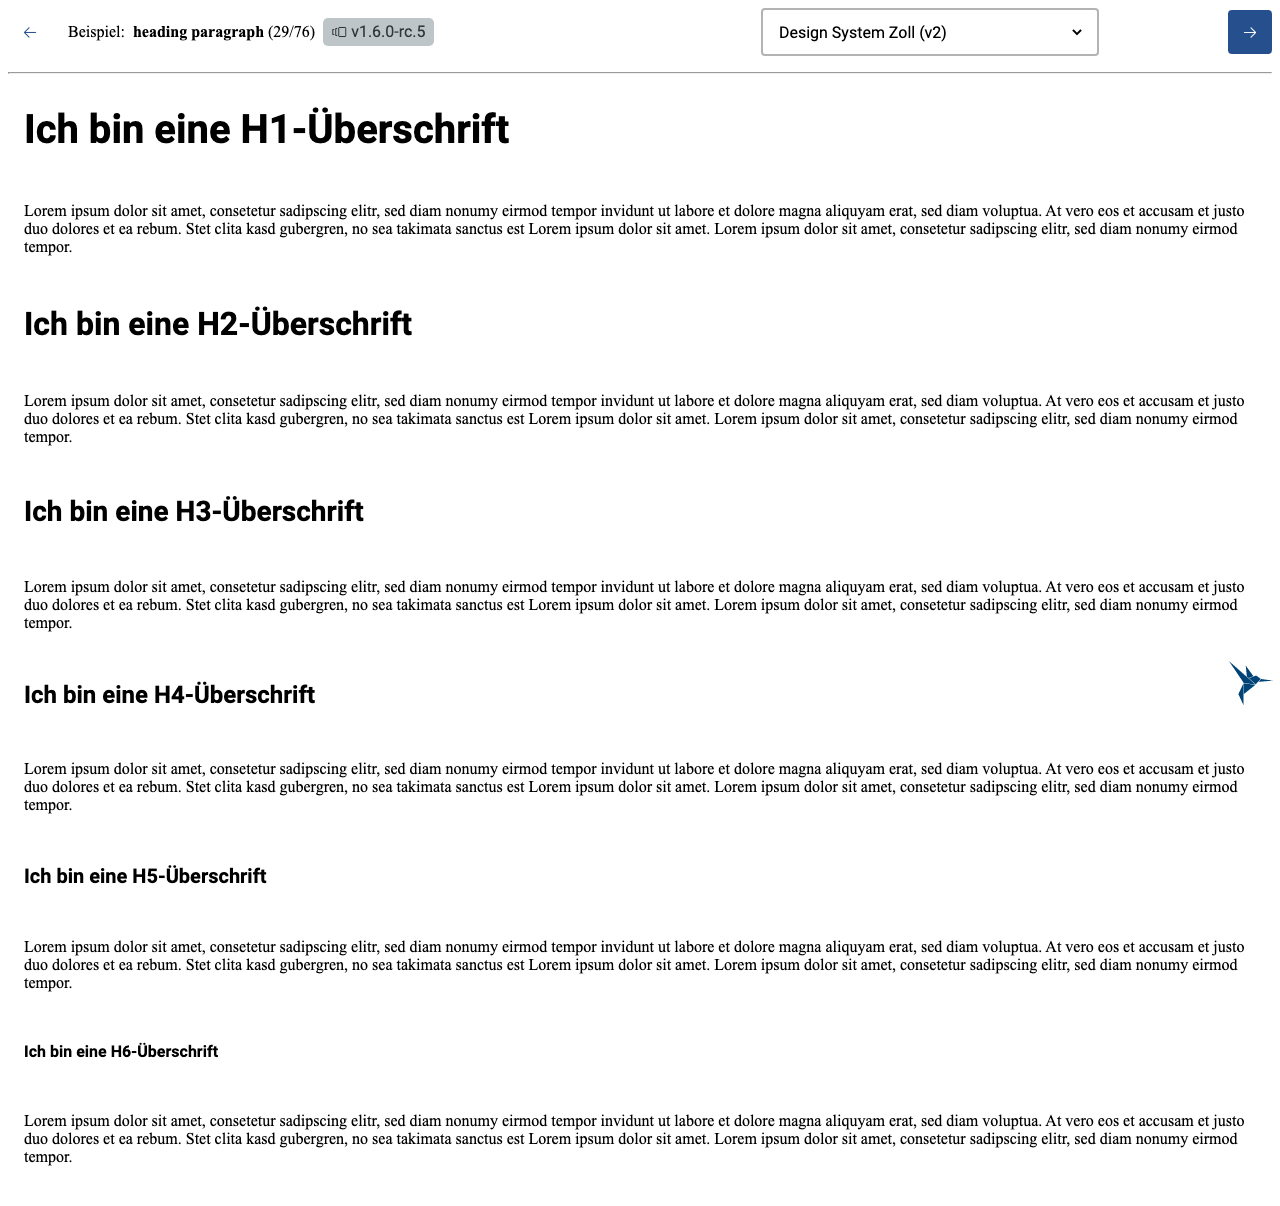 Beispiel: heading paragraph (29/76) v1.6.0-rc.5 Design System Zoll (v2)
Ich bin eine H1-Überschrift
Lorem ipsum dolor sit amet, consetetur sadipscing elitr, sed diam nonumy eirmod tempor invidunt ut labore et dolore magna aliquyam erat, sed diam voluptua. At vero eos et accusam et justo
duo dolores et ea rebum. Stet clita kasd gubergren, no sea takimata sanctus est Lorem ipsum dolor sit amet. Lorem ipsum dolor sit amet, consetetur sadipscing elitr, sed diam nonumy eirmod
tempor.
Ich bin eine H2-Überschrift
Lorem ipsum dolor sit amet, consetetur sadipscing elitr, sed diam nonumy eirmod tempor invidunt ut labore et dolore magna aliquyam erat, sed diam voluptua. At vero eos et accusam et justo
duo dolores et ea rebum. Stet clita kasd gubergren, no sea takimata sanctus est Lorem ipsum dolor sit amet. Lorem ipsum dolor sit amet, consetetur sadipscing elitr, sed diam nonumy eirmod
tempor.
Ich bin eine H3-Überschrift
Lorem ipsum dolor sit amet, consetetur sadipscing elitr, sed diam nonumy eirmod tempor invidunt ut labore et dolore magna aliquyam erat, sed diam voluptua. At vero eos et accusam et justo
duo dolores et ea rebum. Stet clita kasd gubergren, no sea takimata sanctus est Lorem ipsum dolor sit amet. Lorem ipsum dolor sit amet, consetetur sadipscing elitr, sed diam nonumy eirmod
tempor.
Ich bin eine H4-Überschrift
Lorem ipsum dolor sit amet, consetetur sadipscing elitr, sed diam nonumy eirmod tempor invidunt ut labore et dolore magna aliquyam erat, sed diam voluptua. At vero eos et accusam et justo
duo dolores et ea rebum. Stet clita kasd gubergren, no sea takimata sanctus est Lorem ipsum dolor sit amet. Lorem ipsum dolor sit amet, consetetur sadipscing elitr, sed diam nonumy eirmod
tempor.
Ich bin eine H5-Überschrift
Lorem ipsum dolor sit amet, consetetur sadipscing elitr, sed diam nonumy eirmod tempor invidunt ut labore et dolore magna aliquyam erat, sed diam voluptua. At vero eos et accusam et justo
duo dolores et ea rebum. Stet clita kasd gubergren, no sea takimata sanctus est Lorem ipsum dolor sit amet. Lorem ipsum dolor sit amet, consetetur sadipscing elitr, sed diam nonumy eirmod
tempor.
Ich bin eine H6-Überschrift
Lorem ipsum dolor sit amet, consetetur sadipscing elitr, sed diam nonumy eirmod tempor invidunt ut labore et dolore magna aliquyam erat, sed diam voluptua. At vero eos et accusam et justo
duo dolores et ea rebum. Stet clita kasd gubergren, no sea takimata sanctus est Lorem ipsum dolor sit amet. Lorem ipsum dolor sit amet, consetetur sadipscing elitr, sed diam nonumy eirmod
tempor.